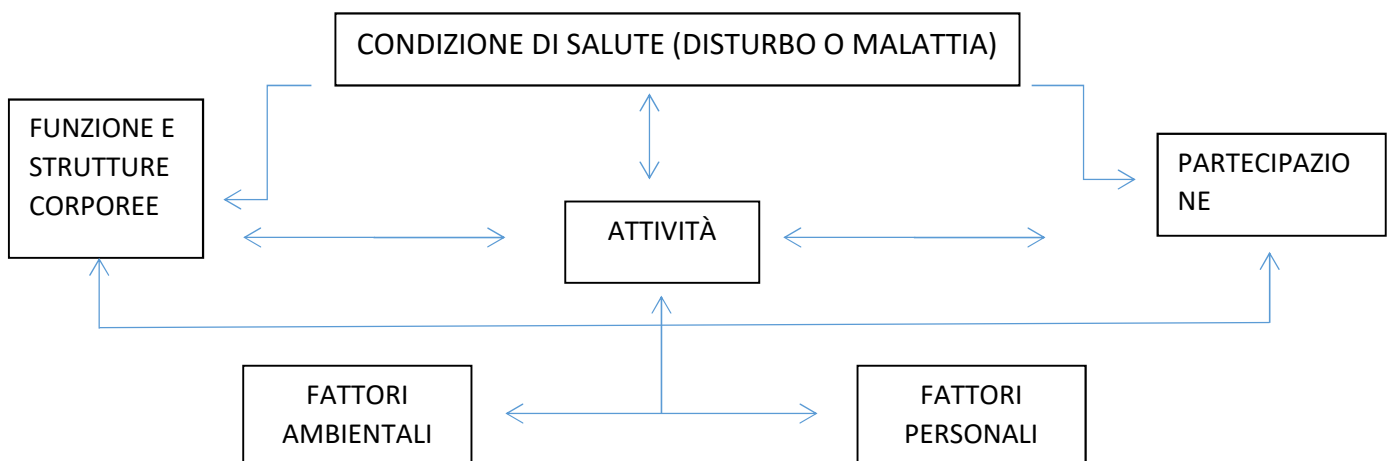 CONDIZIONE DI SALUTE (DISTURBO O MALATTIA)
FUNZIONE E
STRUTTURE
CORPOREE
ATTIVITÀ
PARTECIPAZIO
NE
FATTORI
AMBIENTALI
FATTORI
PERSONALI